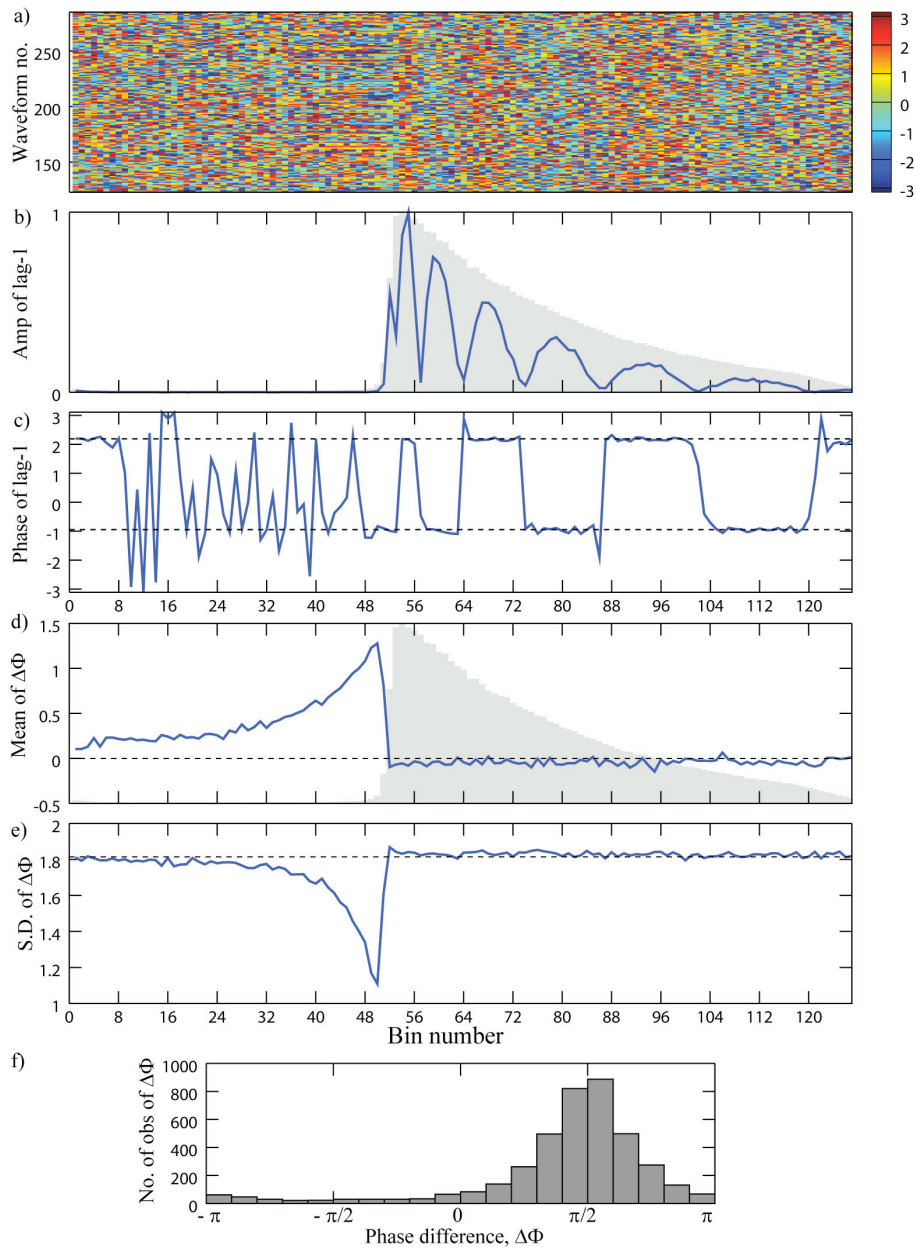 a)
Waveform no.
250
200
150
3
2
1
0
-1
-2
-3
b)
Amp of lag-1
1
0
c)
Phase of lag-1
3
2
1
0
-1
-2
-3
0 8 16 24 32 40 48 56 64 72 80 88 96 104 112 120
d)
Mean of ΔΦ
1.5
1
0.5
0
-0.5
e)
S.D. of ΔΦ
2
1.8
1.6
1.4
1.2
1
0 8 16 24 32 40 48 56 64 72 80 88 96 104 112 120
Bin number
f)
No. of obs of ΔΦ
1000
800
600
400
200
0
- π - π/2 0 π/2 π
Phase difference, ΔΦ